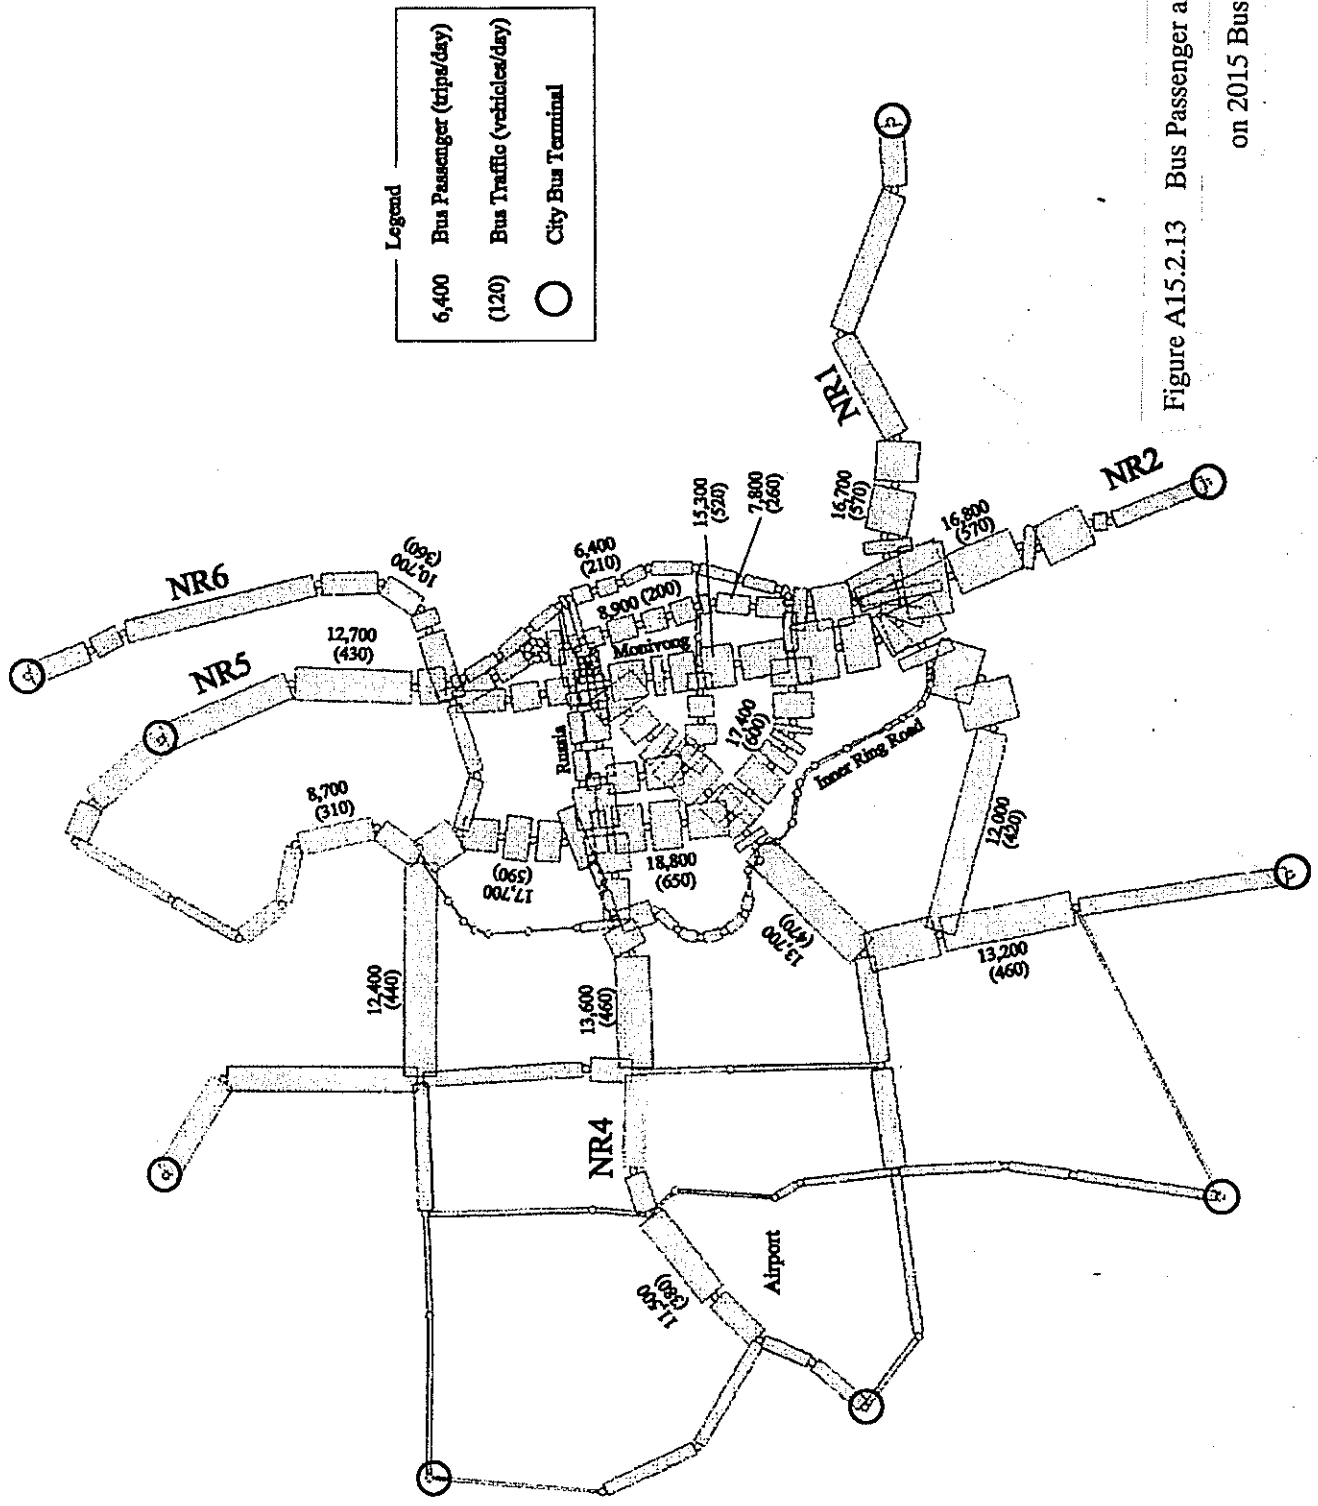 Legend
6,400 Bus Passenger (trips/day)
(120) Bus Traffic (vehicles/day)
City Bus Terminal
NR6
10,700
(360)
NR5
12,700
(430)
8,700
(310)
6,400
(210)
8,900 (200)
Monivong
15,300
(520)
7,800
(260)
NR1
16,700
(570)
16,800
(570)
NR2
Russia
17,400
(600)
Inner Ring Road
17,700
(590)
18,800
(650)
12,000
(420)
12,400
(440)
13,600
(460)
13,700
(470)
13,200
(460)
NR4
11,500
(380)
Airport
Figure A15.2.13 Bus Passenger a
on 2015 Bus